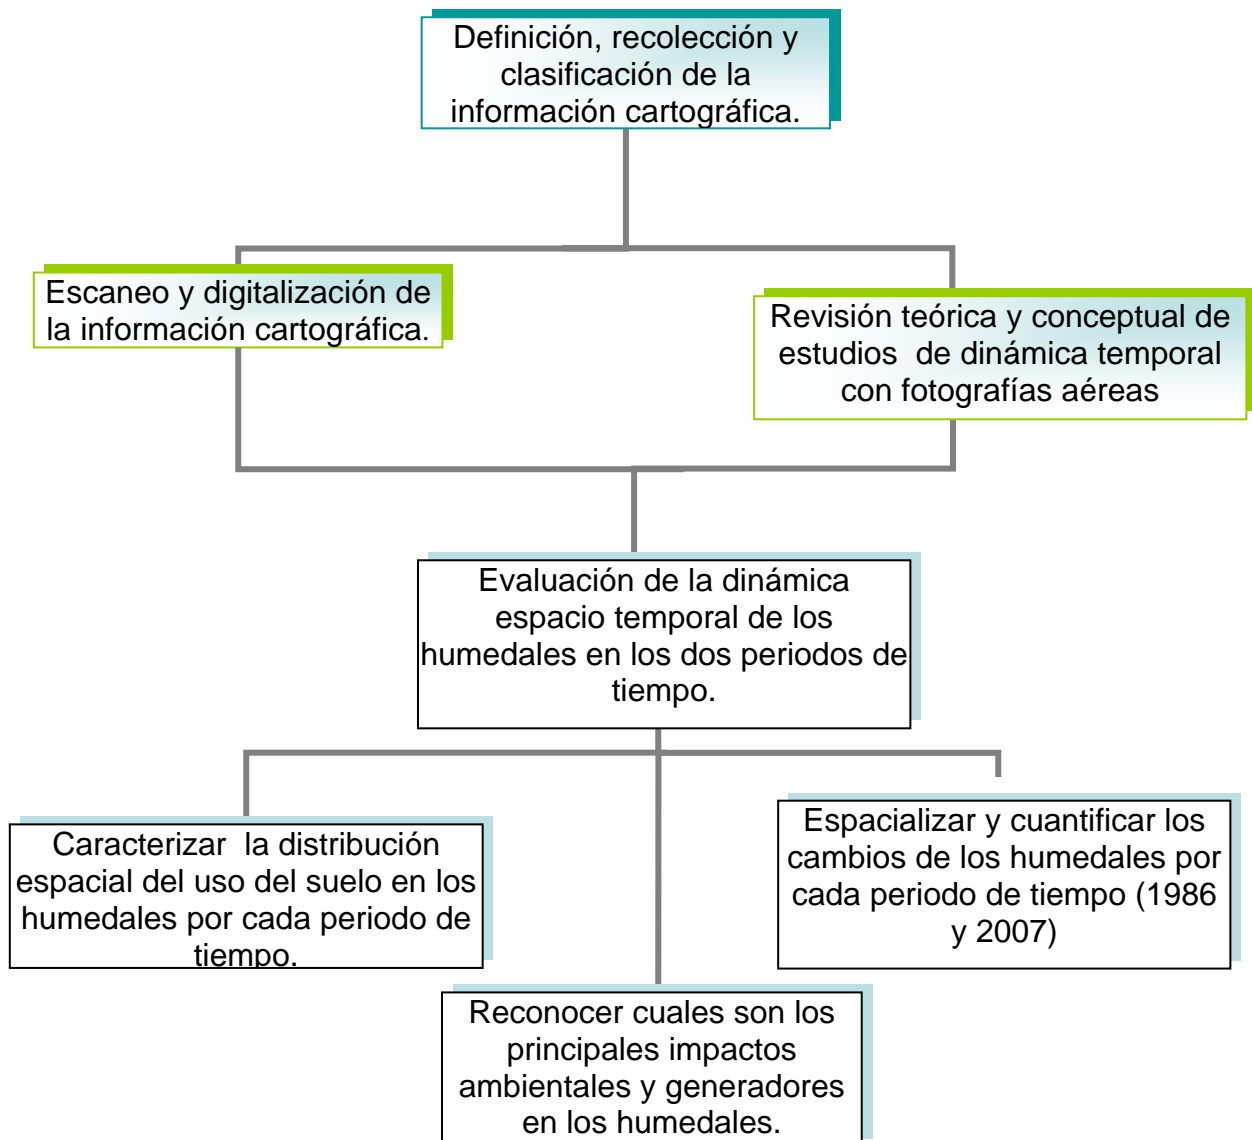 Definición, recolección y
clasificación de la
información cartográfica.
Escaneo y digitalización de
la información cartográfica.
Revisión teórica y conceptual de
estudios  de dinámica temporal
con fotografías aéreas
Evaluación de la dinámica
espacio temporal de los
humedales en los dos periodos de
tiempo.
Caracterizar  la distribución
espacial del uso del suelo en los
humedales por cada periodo de
tiempo.
Espacializar y cuantificar los
cambios de los humedales por
cada periodo de tiempo (1986
y 2007)
Reconocer cuales son los
principales impactos
ambientales y generadores
en los humedales.